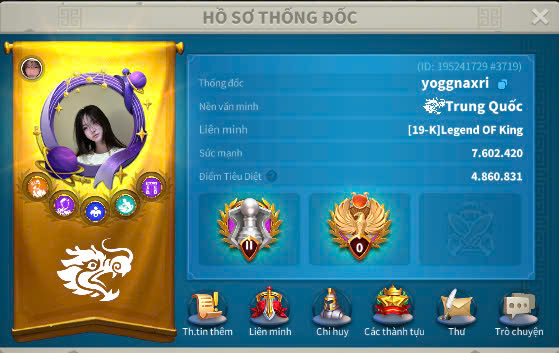 HỒ SƠ THỐNG ĐỐC
(ID: 195241729 #3719)
Thống đốc yoggnaxri
Nền văn minh Trung Quốc
Liên minh [19-K]Legend OF King
Sức mạnh 7.602.420
Điểm Tiêu Diệt ? 4.860.831
II 0
Th.tin thêm Liên minh Chỉ huy Các thành tựu Thư Trò chuyện